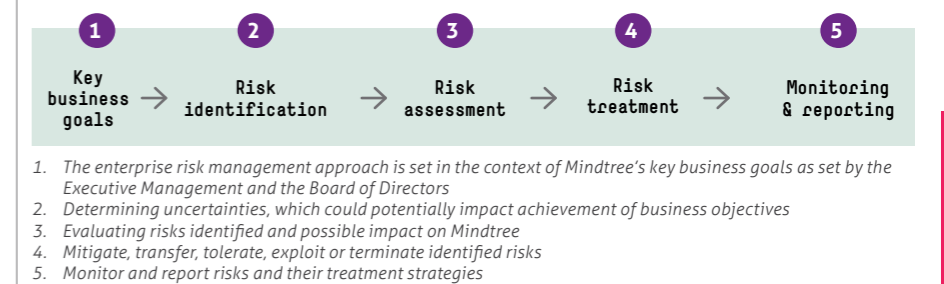 1 2 3 4 5
Key
business
goals
Risk
identification
Risk
assessment
Risk
treatment
Monitoring
& reporting
1. The enterprise risk management approach is set in the context of Mindtree's key business goals as set by the
Executive Management and the Board of Directors
2. Determining uncertainties, which could potentially impact achievement of business objectives
3. Evaluating risks identified and possible impact on Mindtree
4. Mitigate, transfer, tolerate, exploit or terminate identified risks
5. Monitor and report risks and their treatment strategies